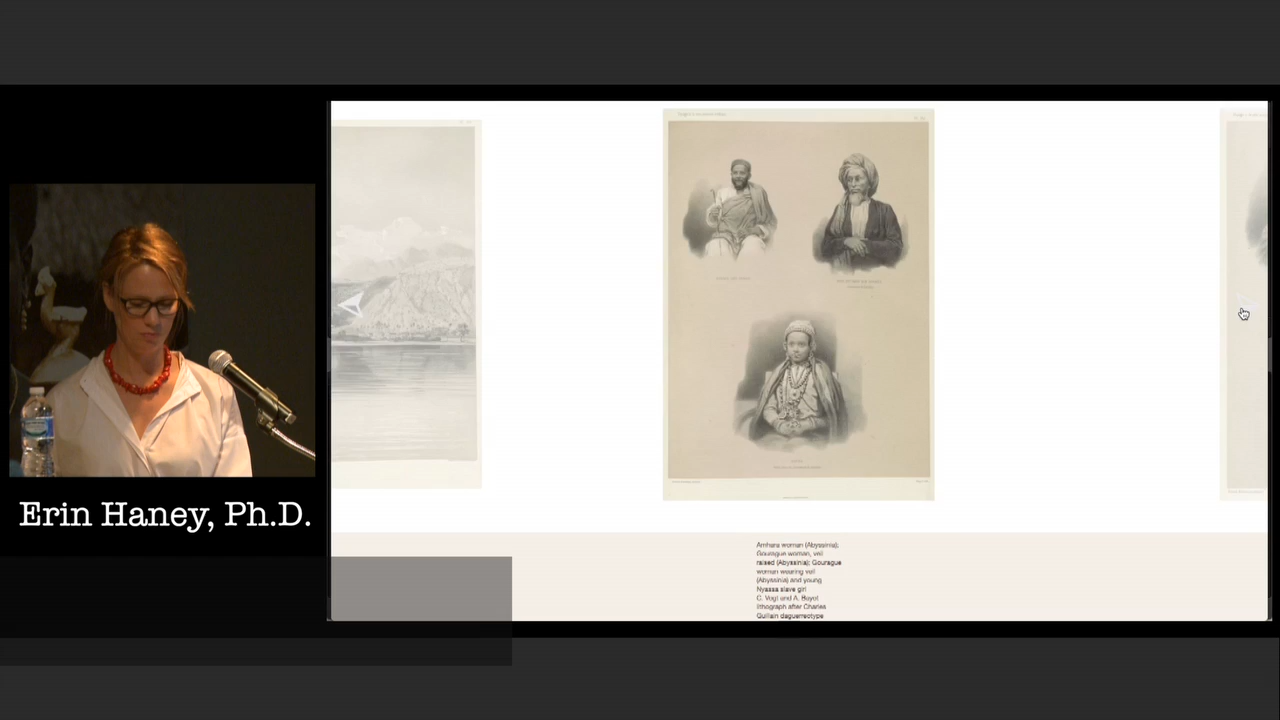 Erin Haney, Ph.D.
Amhara woman (Abyssinia);
Gourague woman, veil
raised (Abyssinia); Gourague
woman wearing veil
(Abyssinia) and young
Nyassa slave girl
C. Vogt and A. Bayot
lithograph after Charles
Guillain daguerreotype